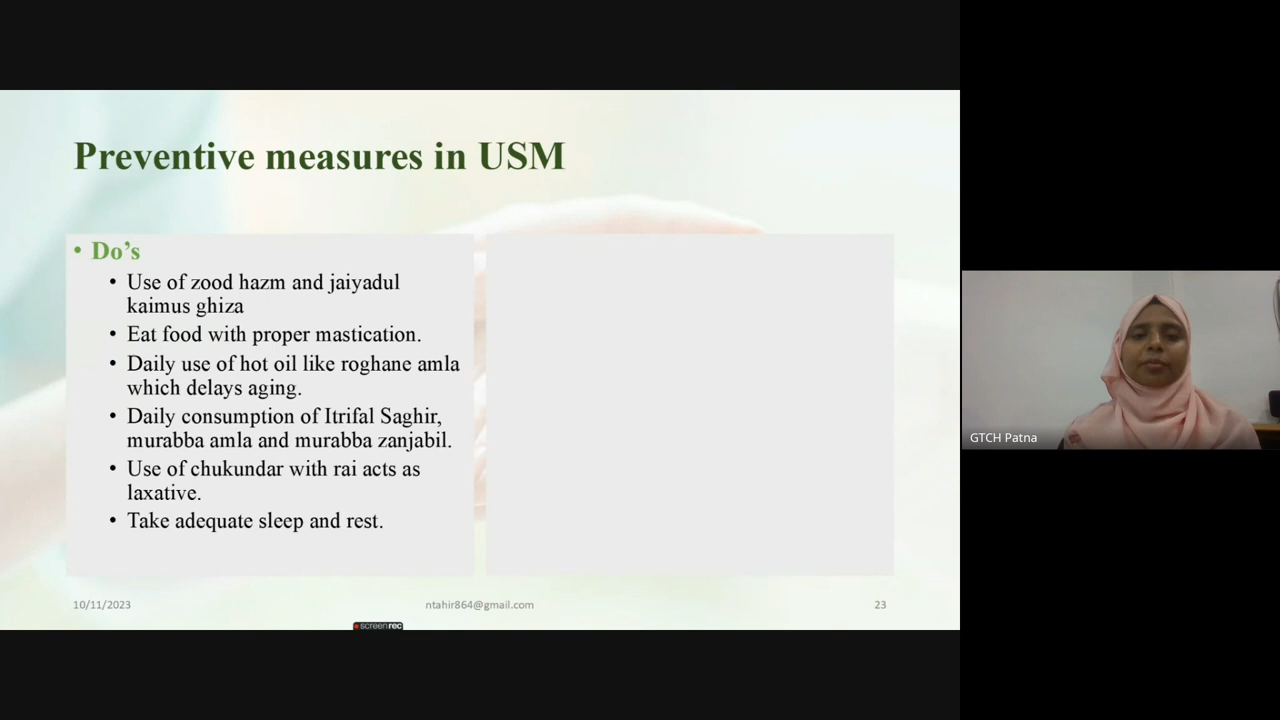 Preventive measures in USM
• Do's
• Use of zood hazm and jaiyadul
kaimus ghiza
• Eat food with proper mastication.
• Daily use of hot oil like roghane amla
which delays aging.
• Daily consumption of Itrifal Saghir,
murabba amla and murabba zanjabil.
• Use of chukundar with rai acts as
laxative.
• Take adequate sleep and rest.
10/11/2023
ntahir864@gmail.com
23
screenrec
GTCH Patna